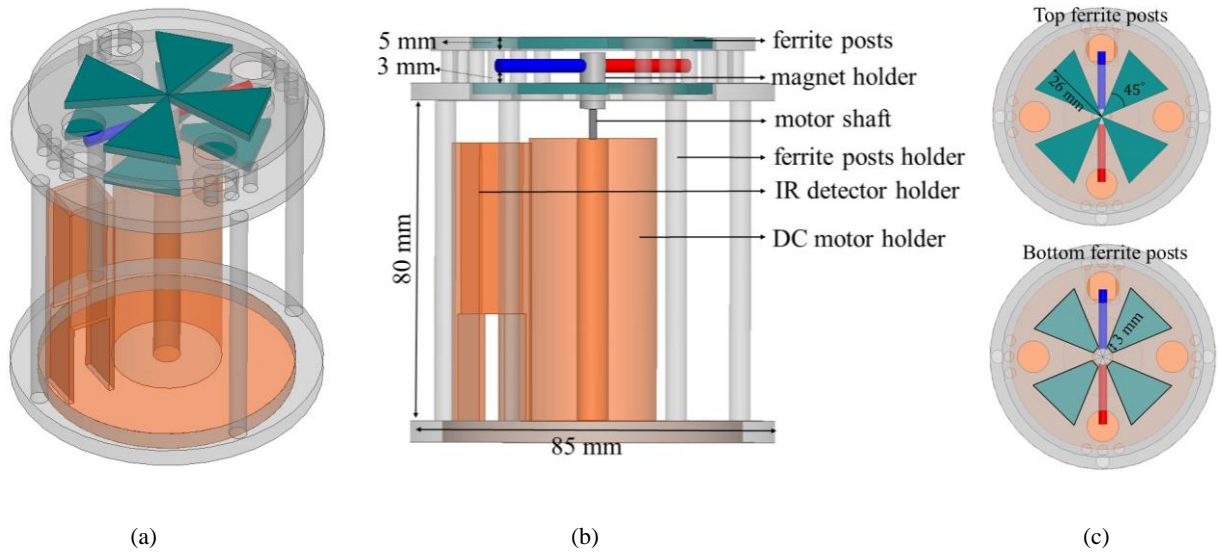 5 mm
3 mm
80 mm
85 mm
ferrite posts
magnet holder
motor shaft
ferrite posts holder
IR detector holder
DC motor holder
Top ferrite posts
26 mm
45°
Bottom ferrite posts
3 mm
(a)
(b)
(c)